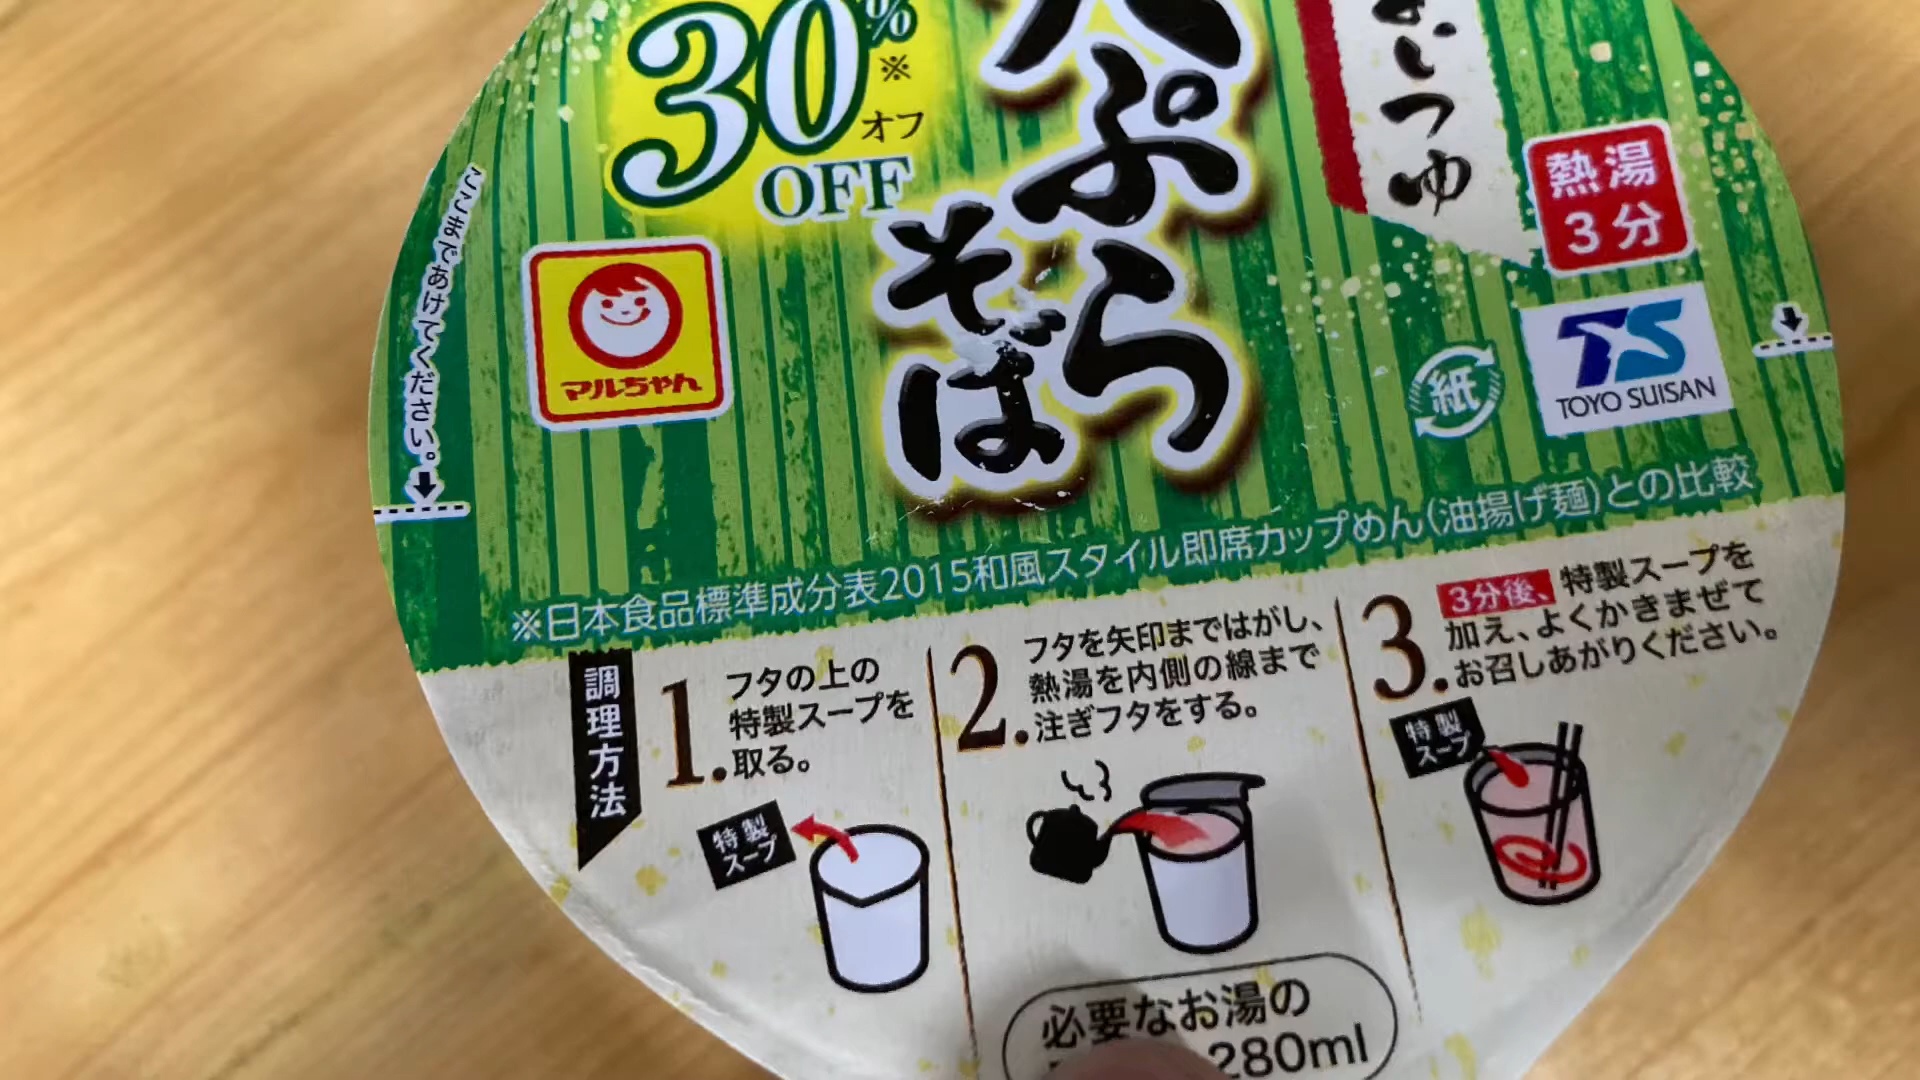 30%※
オフ
OFF
ぷら
そば
つゆ
熱湯
3分
ここまであけてください。
マルちゃん
紙
TS
TOYO SUISAN
※日本食品標準成分表2015和風スタイル即席カップめん(油揚げ麺)との比較
調理方法
1.
フタの上の
特製スープを
取る。
特製
スープ
2.
フタを矢印まではがし、
熱湯を内側の線まで
注ぎフタをする。
3.
3分後、特製スープを
加え、よくかきまぜて
お召しあがりください。
特製
スープ
必要なお湯の
280ml